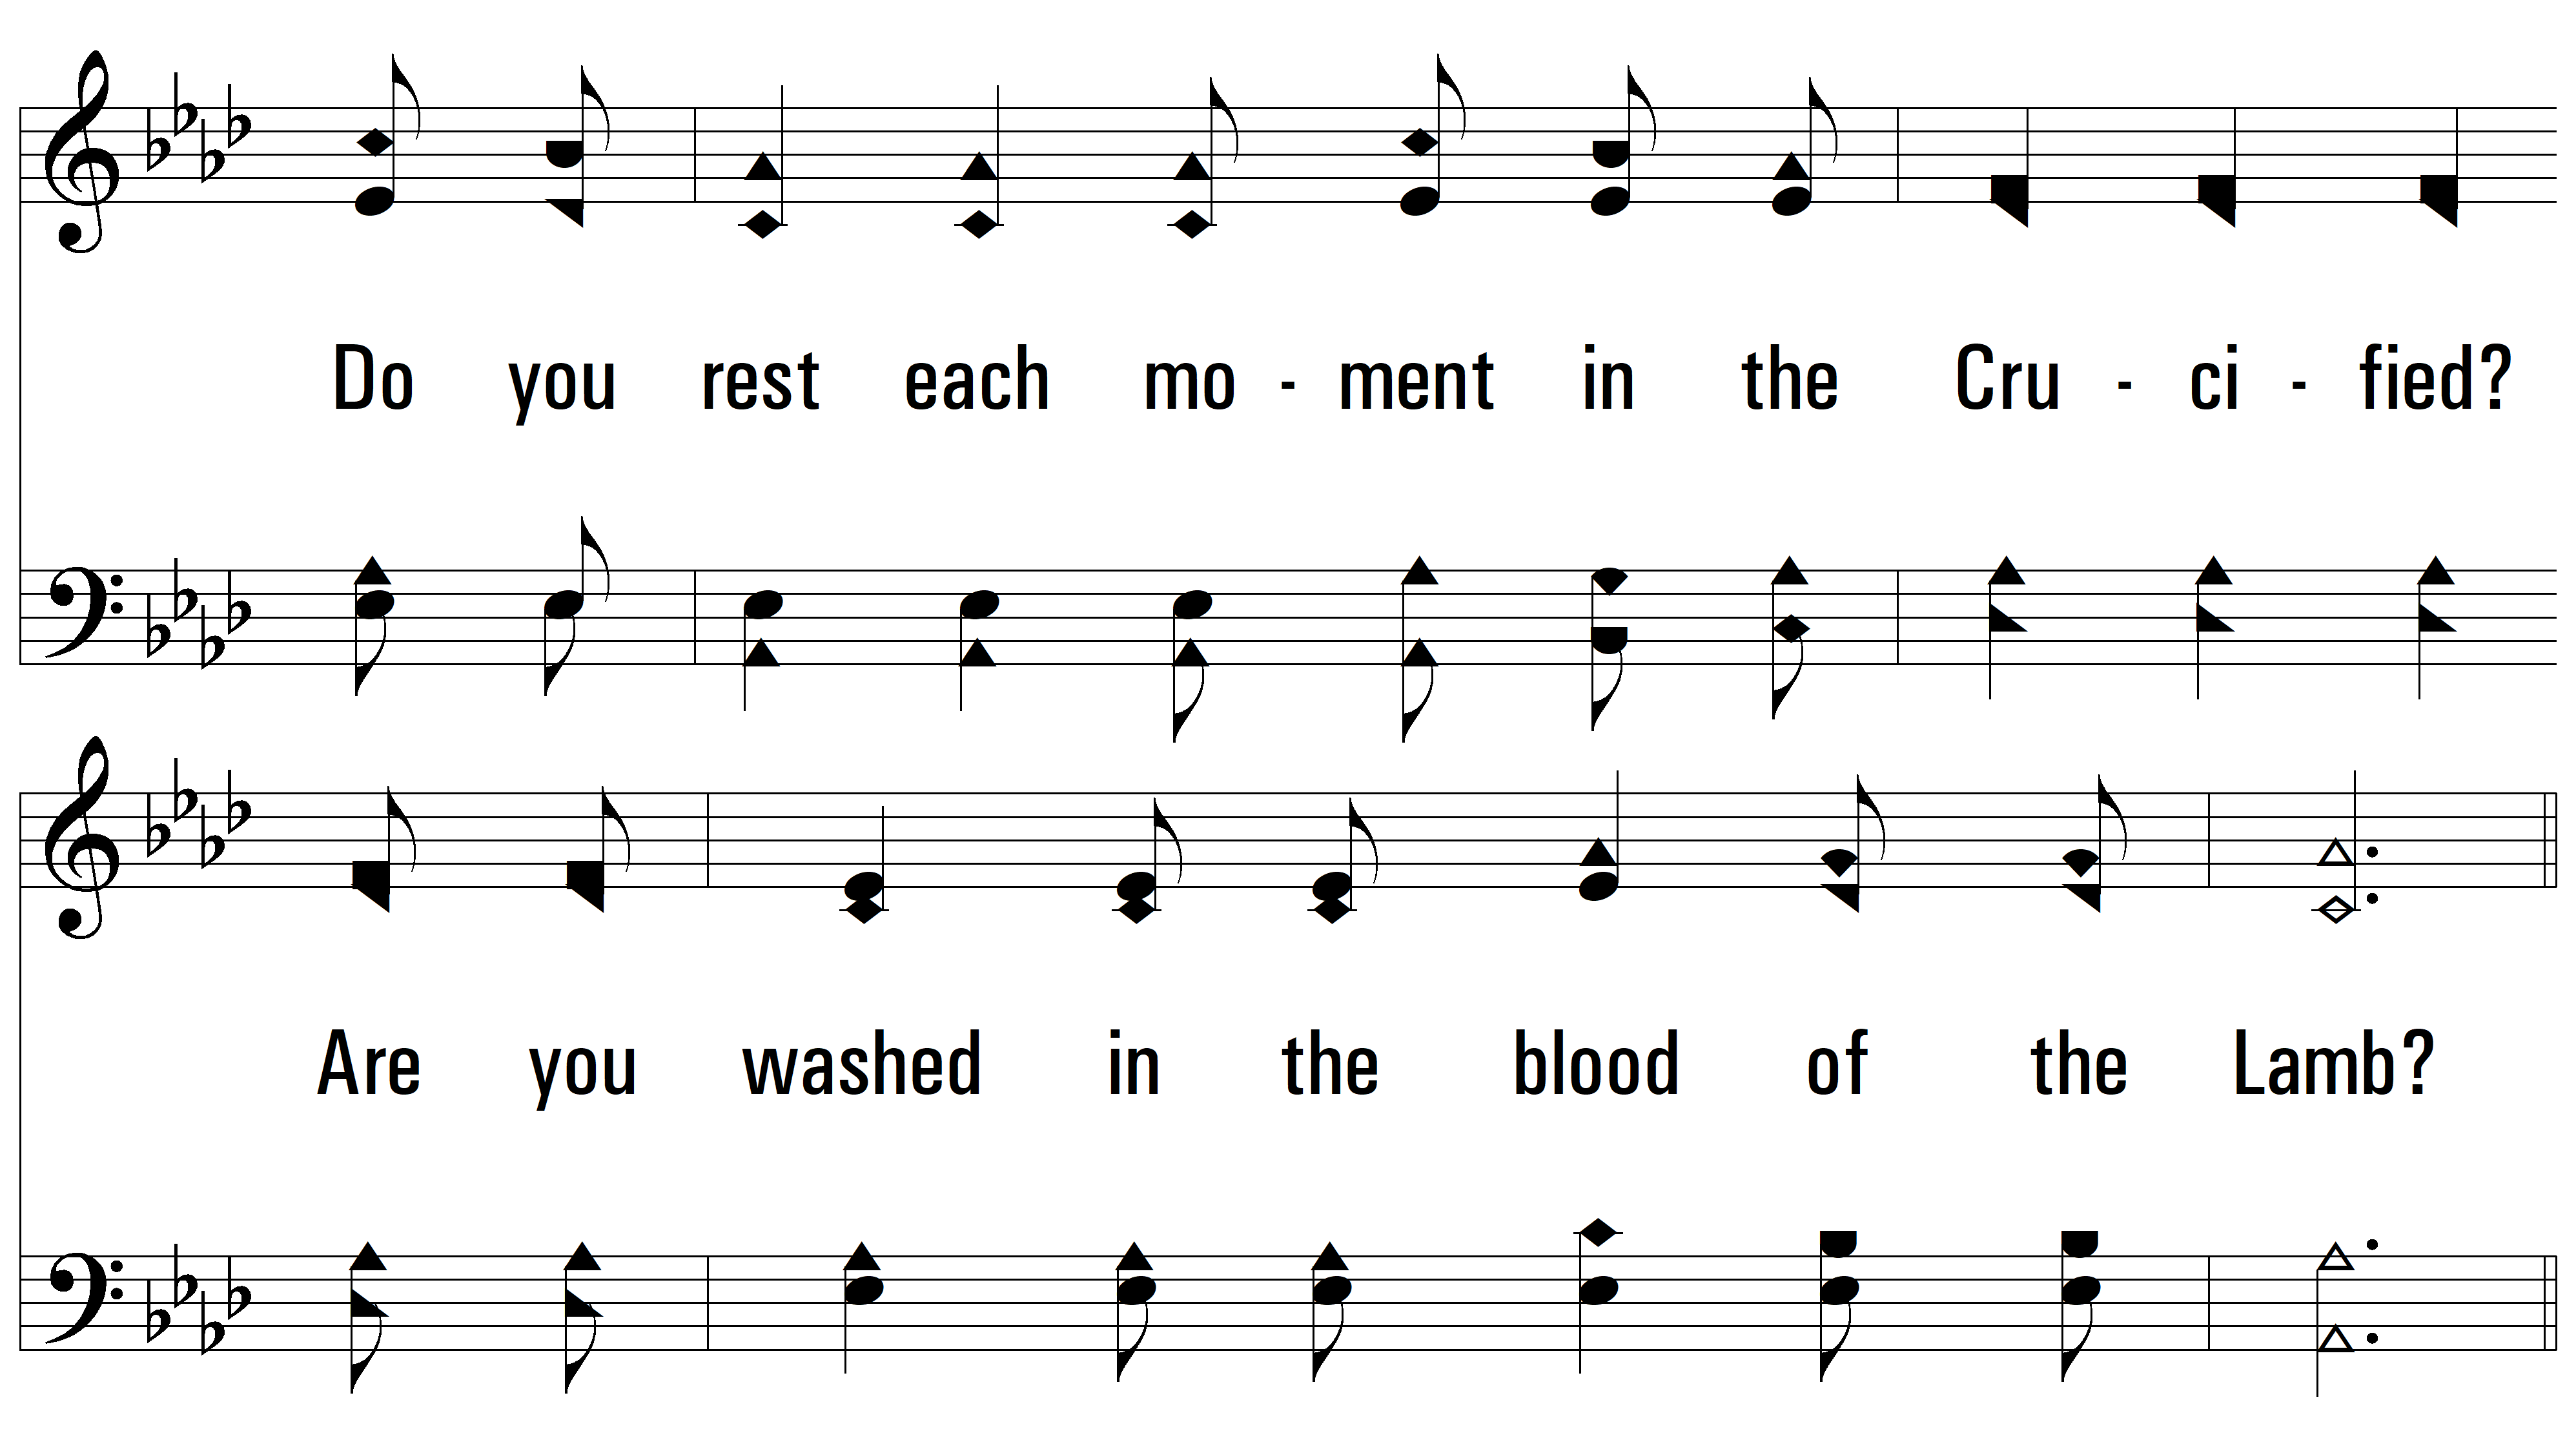 Do you rest each mo - ment in the Cru - ci - fied?
Are you washed in the blood of the Lamb?